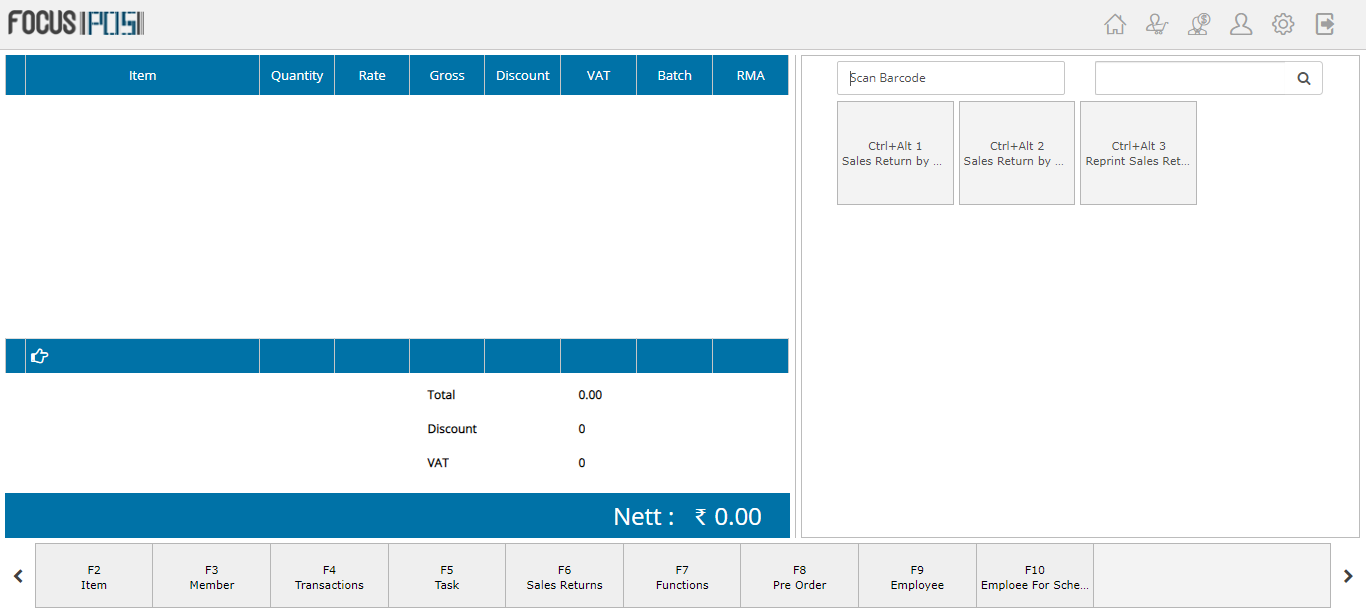 FOCUS POS
Item Quantity Rate Gross Discount VAT Batch RMA
Scan Barcode
Ctrl+Alt 1
Sales Return by ...
Ctrl+Alt 2
Sales Return by ...
Ctrl+Alt 3
Reprint Sales Ret...
Total 0.00
Discount 0
VAT 0
Nett : ₹ 0.00
F2
Item
F3
Member
F4
Transactions
F5
Task
F6
Sales Returns
F7
Functions
F8
Pre Order
F9
Employee
F10
Emploee For Sche...